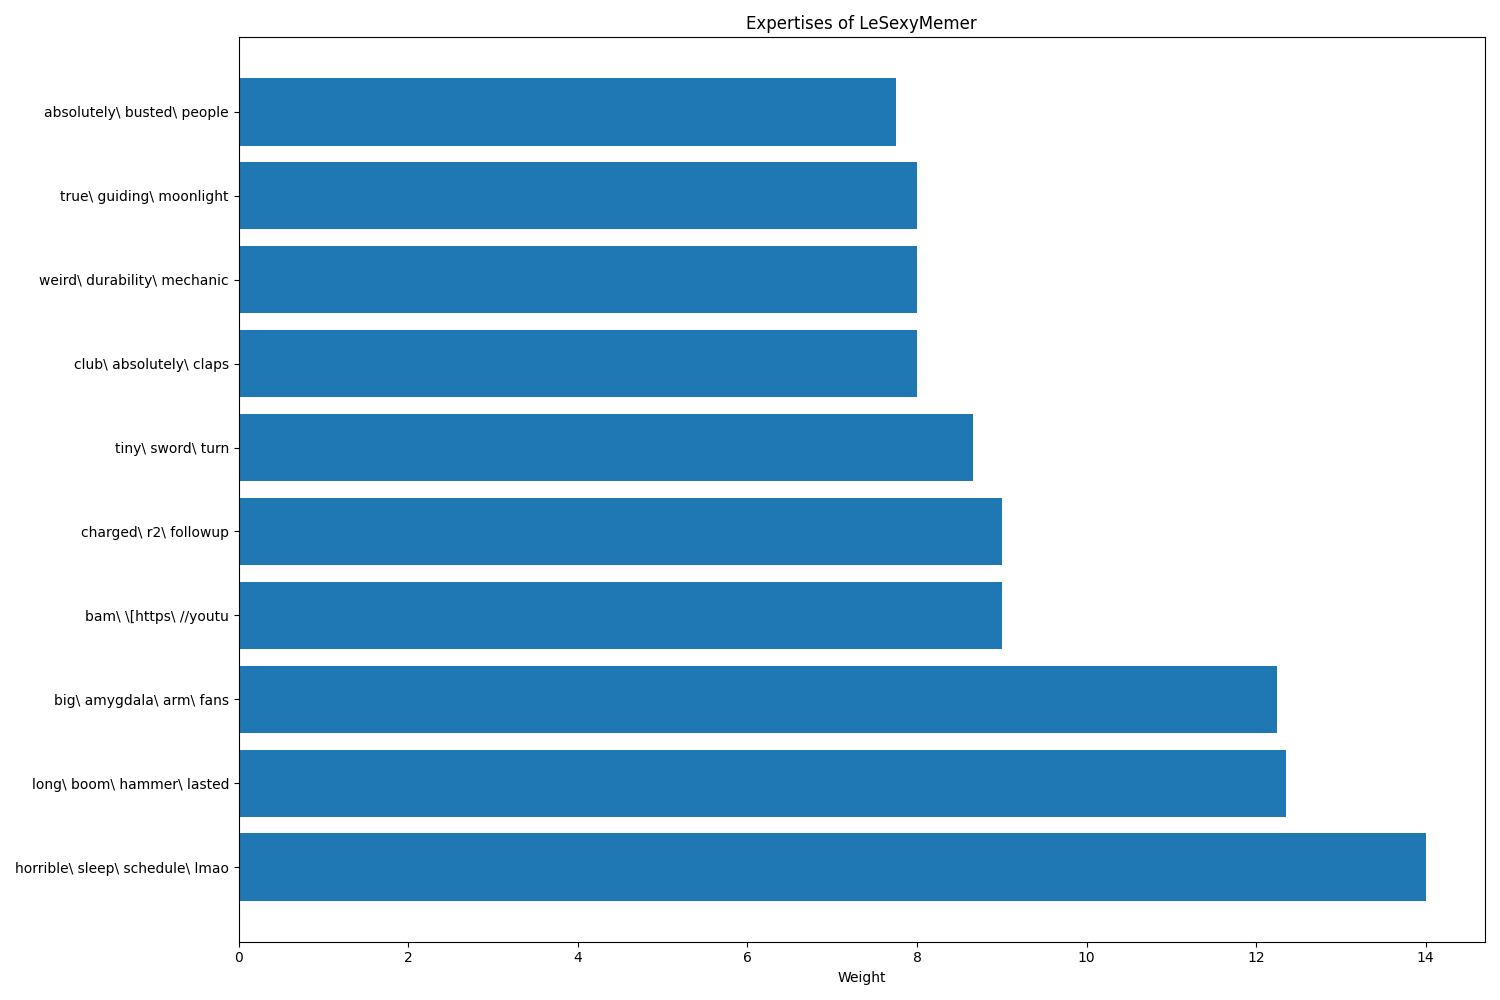 Expertises of LeSexyMemer
absolutely\ busted\ people
true\ guiding\ moonlight
weird\ durability\ mechanic
club\ absolutely\ claps
tiny\ sword\ turn
charged\ r2\ followup
bam\ \[https\ //youtu
big\ amygdala\ arm\ fans
long\ boom\ hammer\ lasted
horrible\ sleep\ schedule\ lmao
0 2 4 6 8 10 12 14
Weight